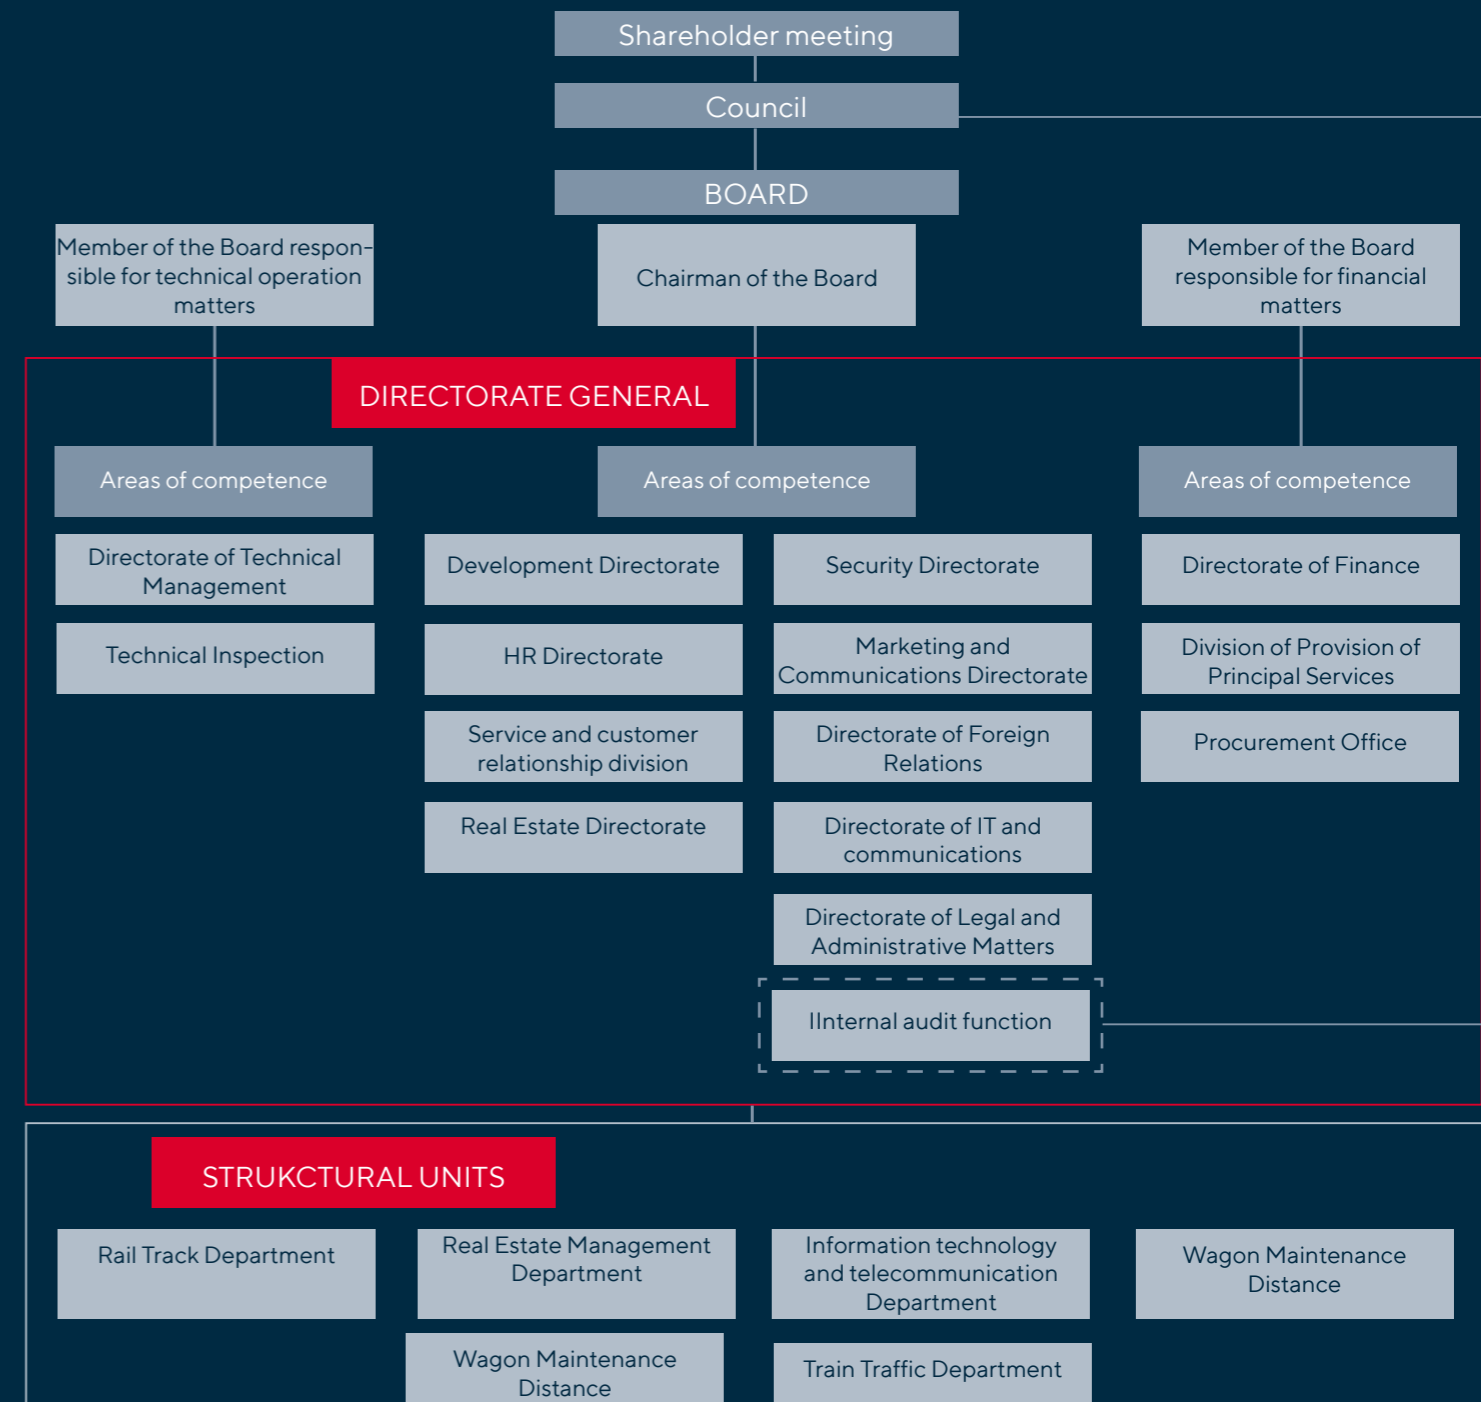 Shareholder meeting
Council
BOARD
Member of the Board respon-
sible for technical operation
matters
Chairman of the Board
Member of the Board
responsible for financial
matters
DIRECTORATE GENERAL
Areas of competence
Areas of competence
Areas of competence
Directorate of Technical
Management
Development Directorate
Security Directorate
Directorate of Finance
Technical Inspection
HR Directorate
Marketing and
Communications Directorate
Division of Provision of
Principal Services
Service and customer
relationship division
Directorate of Foreign
Relations
Procurement Office
Real Estate Directorate
Directorate of IT and
communications
Directorate of Legal and
Administrative Matters
IInternal audit function
STRUKCTURAL UNITS
Rail Track Department
Real Estate Management
Department
Information technology
and telecommunication
Department
Wagon Maintenance
Distance
Wagon Maintenance
Distance
Train Traffic Department